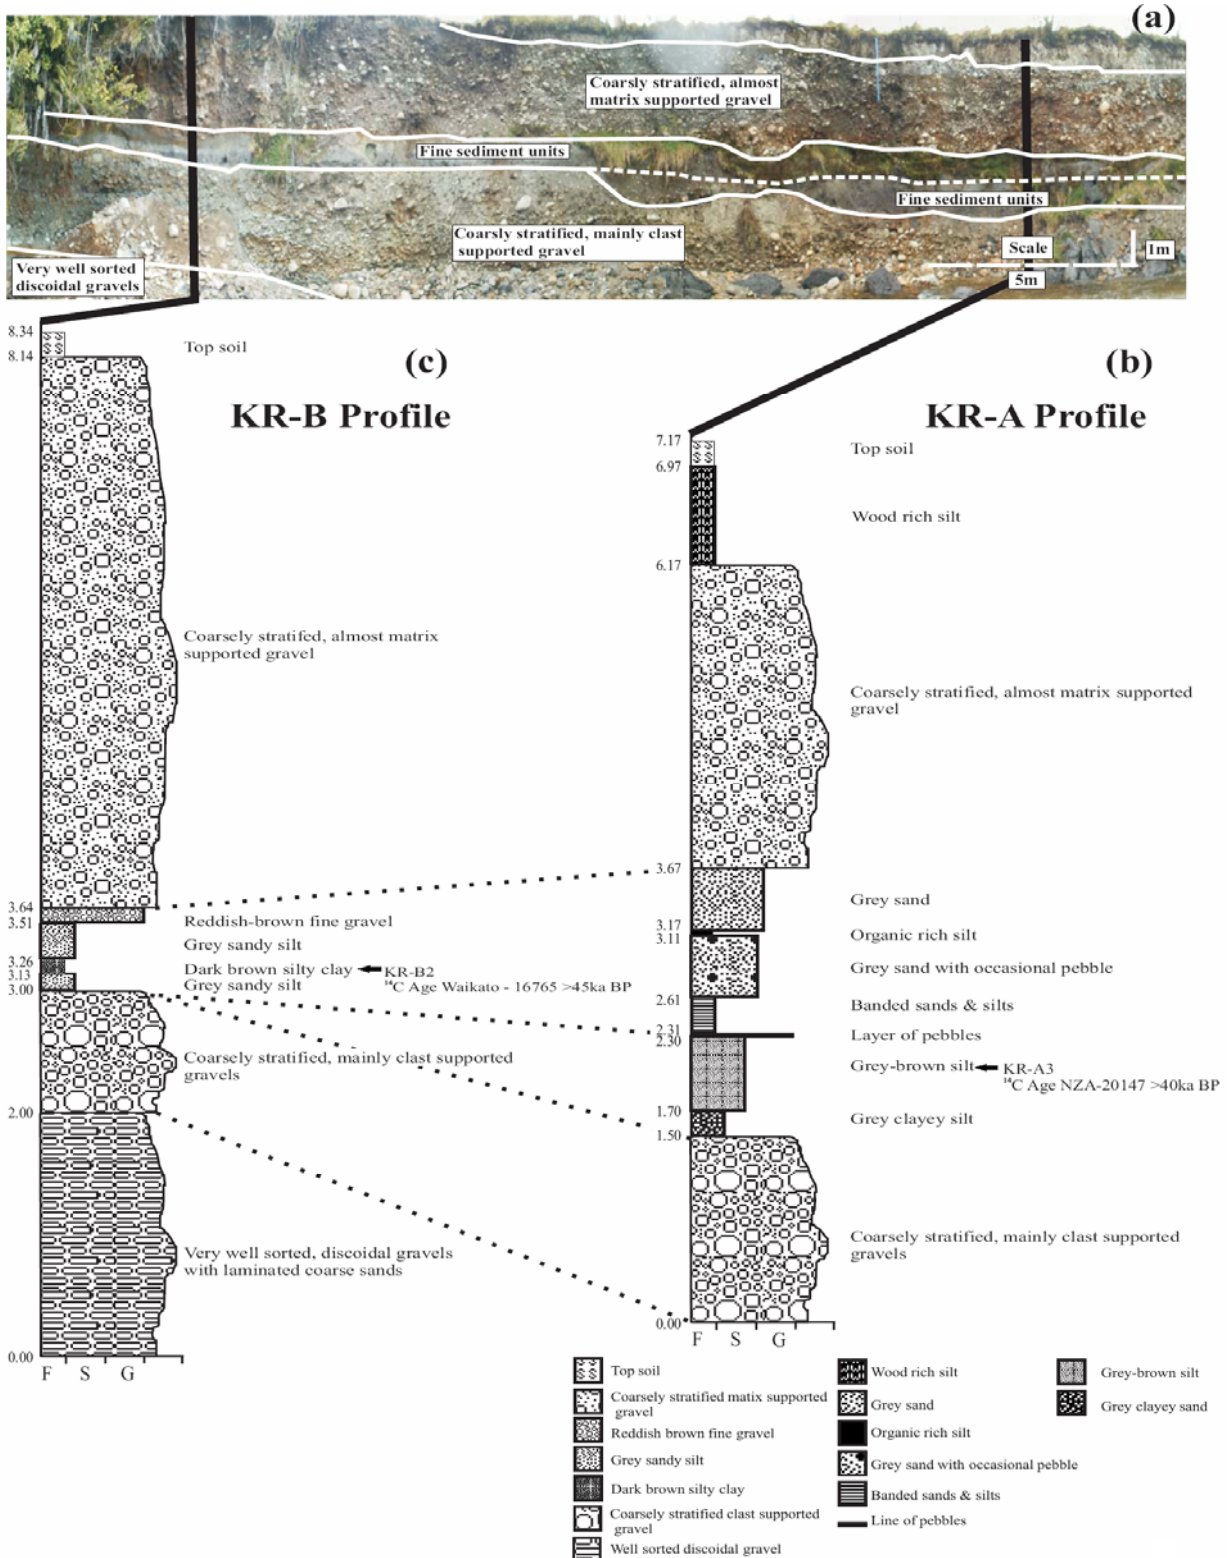 (a)
Coarsly stratified, almost
matrix supported gravel
Fine sediment units
Fine sediment units
Coarsly stratified, mainly clast
supported gravel
Very well sorted
discoidal gravels
Scale
1m
5m
(c)
KR-B Profile
8.34
8.14
3.64
3.51
3.26
3.13
3.00
2.00
0.00
Top soil
Coarsely stratifed, almost matrix
supported gravel
Reddish-brown fine gravel
Grey sandy silt
Dark brown silty clay
KR-B2
Grey sandy silt
14C Age Waikato - 16765 >45ka BP
Coarsely stratified, mainly clast supported
gravels
Very well sorted, discoidal gravels
with laminated coarse sands
F S G
(b)
KR-A Profile
7.17
6.97
6.17
3.67
3.17
3.11
2.61
2.31
2.30
1.70
1.50
0.00
Top soil
Wood rich silt
Coarsely stratified, almost matrix supported
gravel
Grey sand
Organic rich silt
Grey sand with occasional pebble
Banded sands & silts
Layer of pebbles
Grey-brown silt
KR-A3
14C Age NZA-20147 >40ka BP
Grey clayey silt
Coarsely stratified, mainly clast supported
gravels
F S G
Top soil
Coarsely stratified matix supported
gravel
Reddish brown fine gravel
Grey sandy silt
Dark brown silty clay
Coarsely stratified clast supported
gravel
Well sorted discoidal gravel
Wood rich silt
Grey sand
Organic rich silt
Grey sand with occasional pebble
Banded sands & silts
Line of pebbles
Grey-brown silt
Grey clayey sand